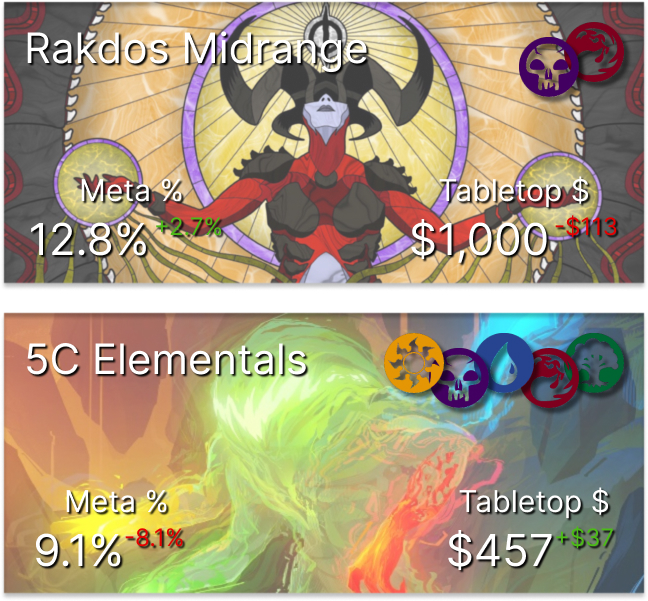 Rakdos Midrange
Meta % Tabletop $
12.8% +2.7% $1,000 -$113
5C Elementals
Meta % Tabletop $
9.1% -8.1% $457 +$37